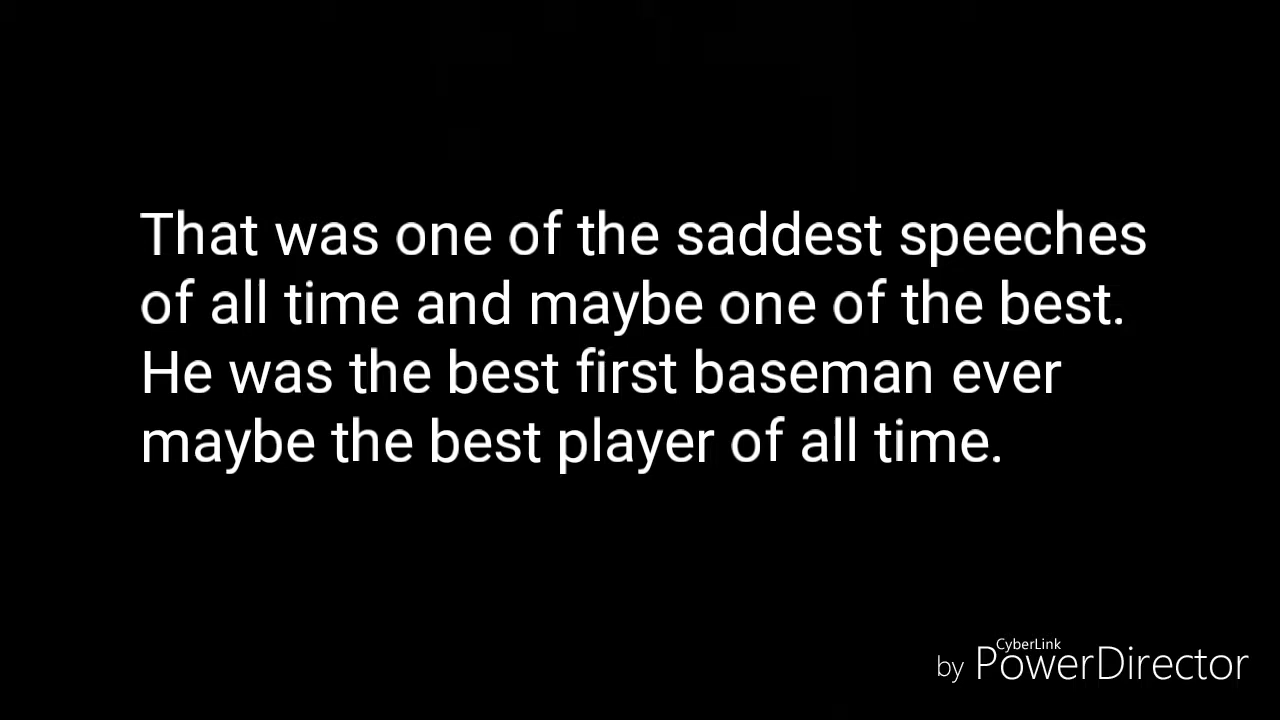 That was one of the saddest speeches
of all time and maybe one of the best.
He was the best first baseman ever
maybe the best player of all time.
CyberLink
by PowerDirector